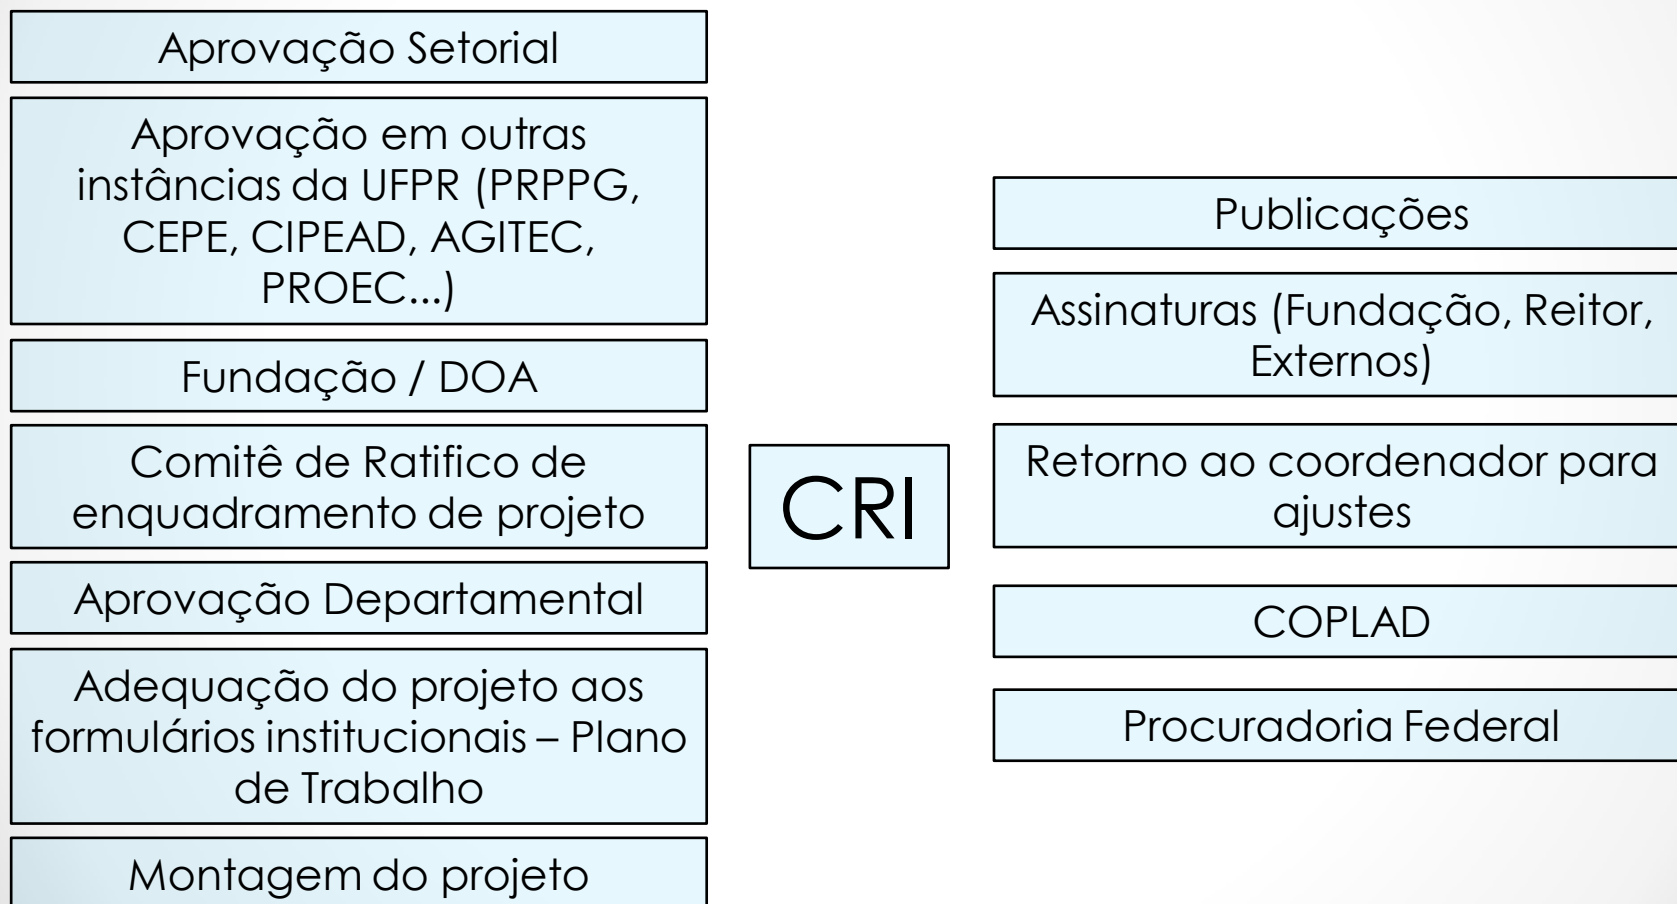 Aprovação Setorial
Aprovação em outras
instâncias da UFPR (PRPPG,
CEPE, CIPEAD, AGITEC,
PROEC...)
Fundação / DOA
Comitê de Ratifico de
enquadramento de projeto
Aprovação Departamental
Adequação do projeto aos
formulários institucionais – Plano
de Trabalho
Montagem do projeto
CRI
Publicações
Assinaturas (Fundação, Reitor,
Externos)
Retorno ao coordenador para
ajustes
COPLAD
Procuradoria Federal